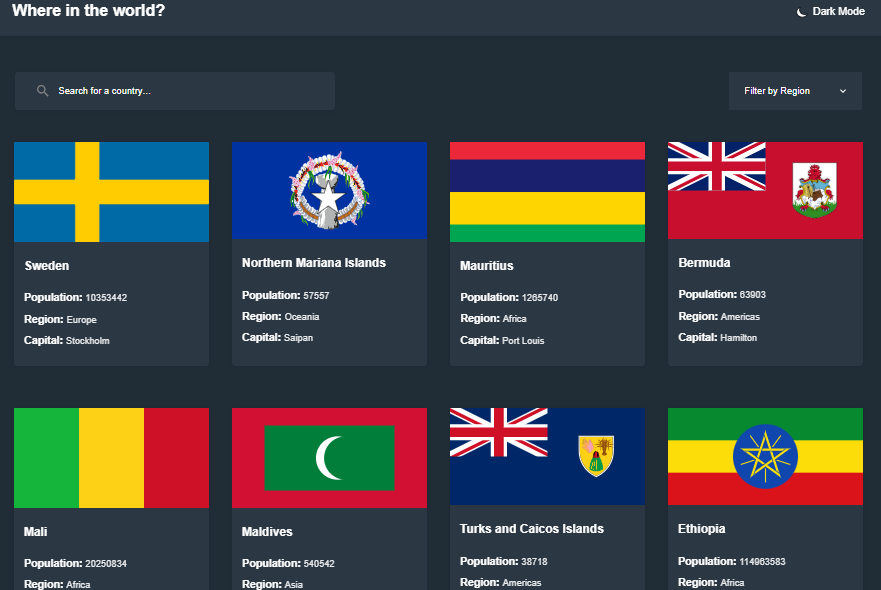 Where in the world?
Dark Mode
Search for a country...
Filter by Region
Sweden
Population: 10353442
Region: Europe
Capital: Stockholm
Northern Mariana Islands
Population: 57557
Region: Oceania
Capital: Saipan
Mauritius
Population: 1265740
Region: Africa
Capital: Port Louis
Bermuda
Population: 63903
Region: Americas
Capital: Hamilton
Mali
Population: 20250834
Region: Africa
Maldives
Population: 540542
Region: Asia
Turks and Caicos Islands
Population: 38718
Region: Americas
Ethiopia
Population: 114963583
Region: Africa